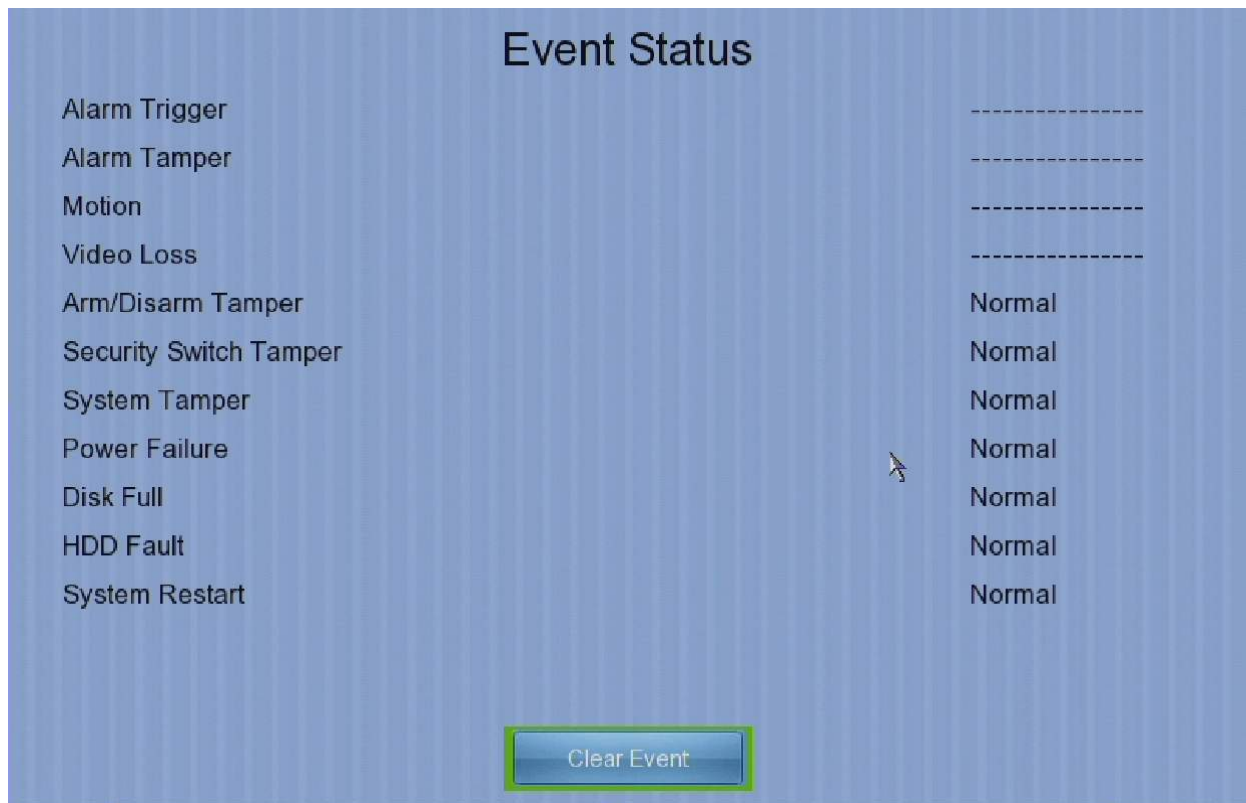 Event Status
Alarm Trigger ----------------
Alarm Tamper ----------------
Motion ----------------
Video Loss ----------------
Arm/Disarm Tamper Normal
Security Switch Tamper Normal
System Tamper Normal
Power Failure Normal
Disk Full Normal
HDD Fault Normal
System Restart Normal
Clear Event